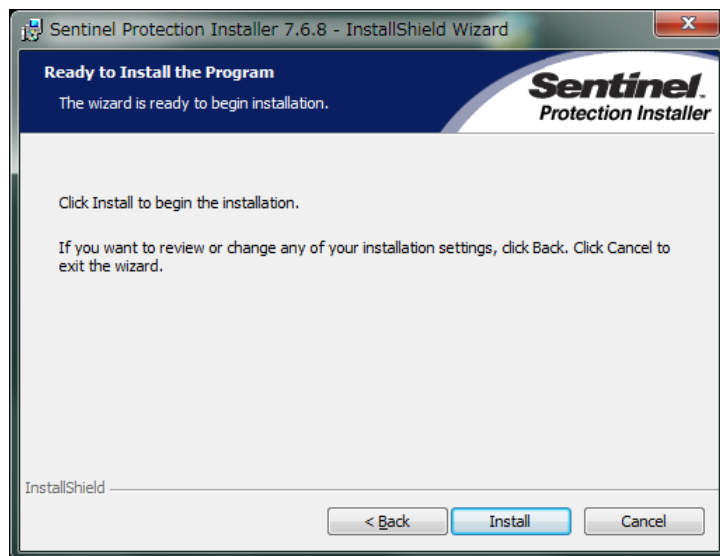 Sentinel Protection Installer 7.6.8 - InstallShield Wizard
Ready to Install the Program
The wizard is ready to begin installation.
Sentinel.
Protection Installer
Click Install to begin the installation.
If you want to review or change any of your installation settings, click Back. Click Cancel to
exit the wizard.
InstallShield
< Back
Install
Cancel